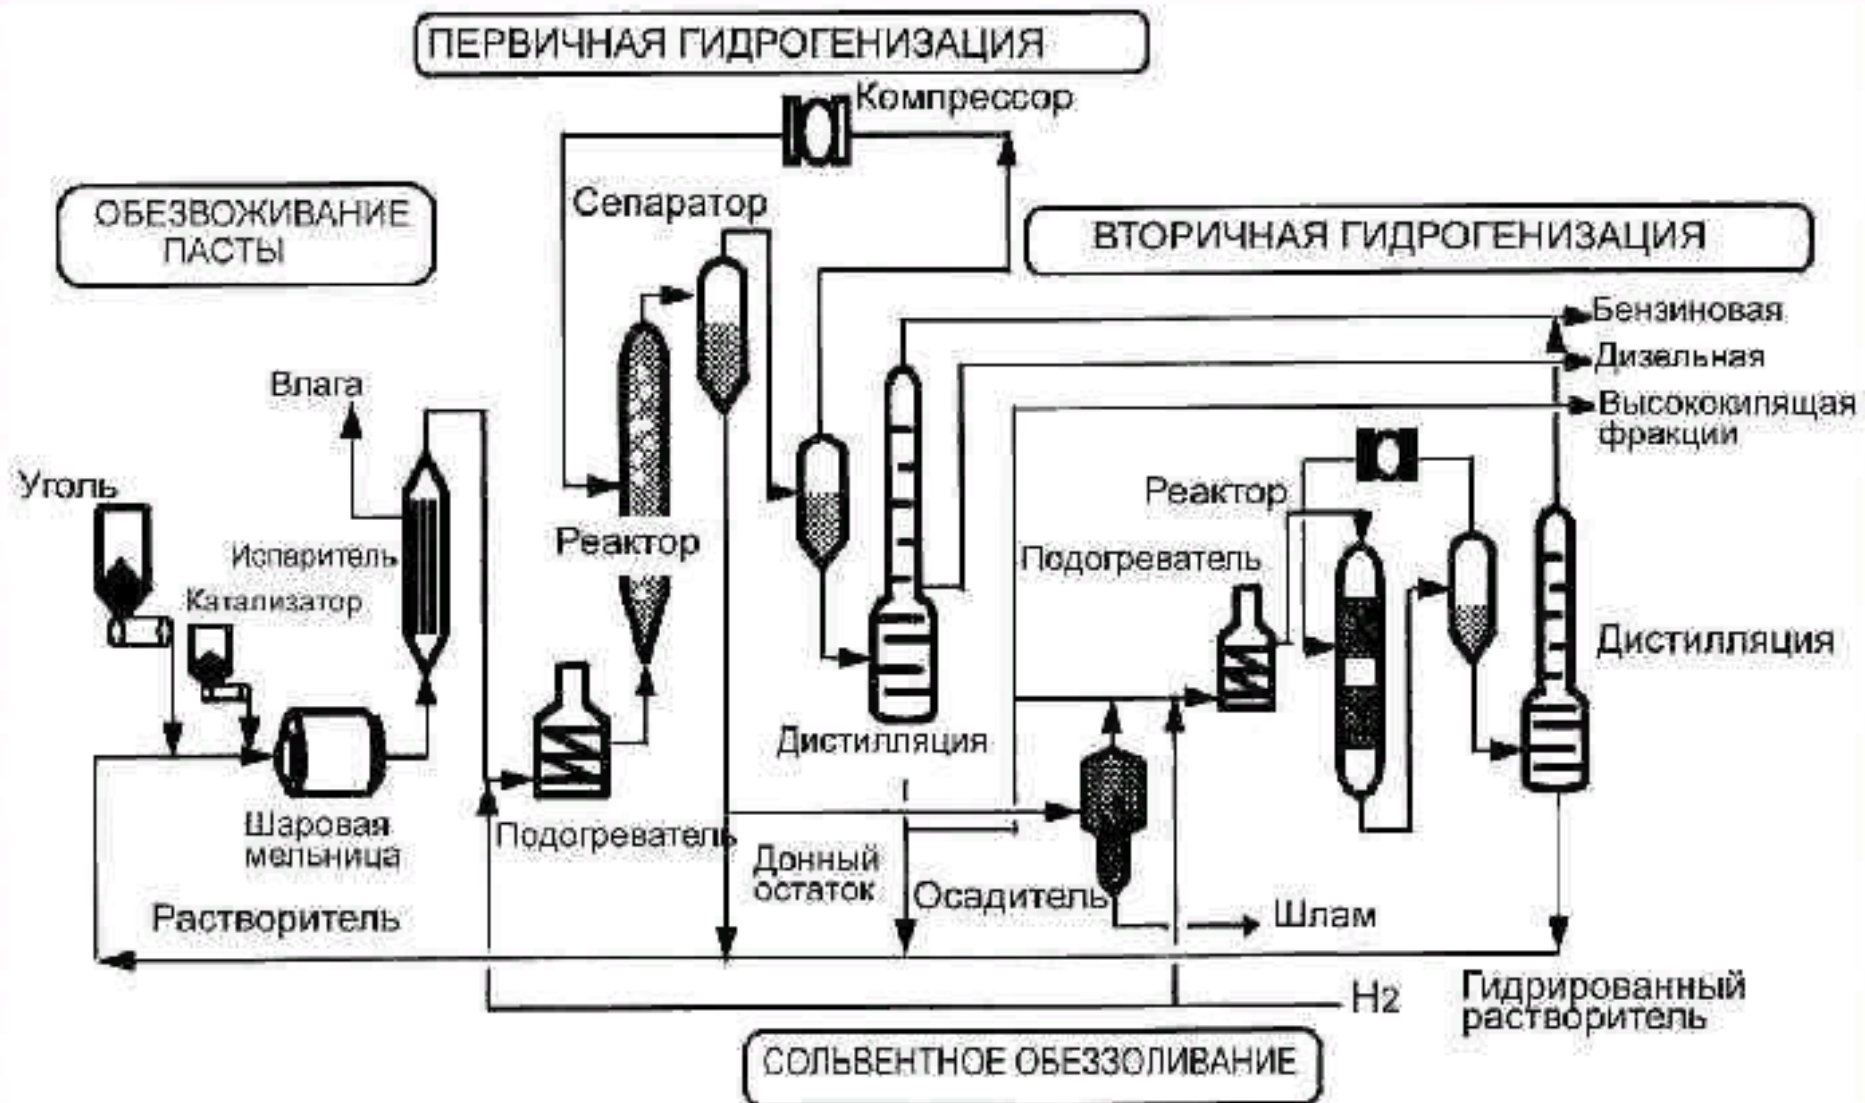 ПЕРВИЧНАЯ ГИДРОГЕНИЗАЦИЯ
Компрессор
ОБЕЗВОЖИВАНИЕ
ПАСТЫ
Сепаратор
ВТОРИЧНАЯ ГИДРОГЕНИЗАЦИЯ
Бензиновая
Дизельная
Высококипящая
фракции
Влага
Уголь
Испаритель
Катализатор
Реактор
Реактор
Подогреватель
Дистилляция
Дистилляция
Шаровая
мельница
Подогреватель
Донный
остаток
Осадитель
Шлам
Растворитель
H2
Гидрированный
растворитель
СОЛЬВЕНТНОЕ ОБЕЗЗОЛИВАНИЕ